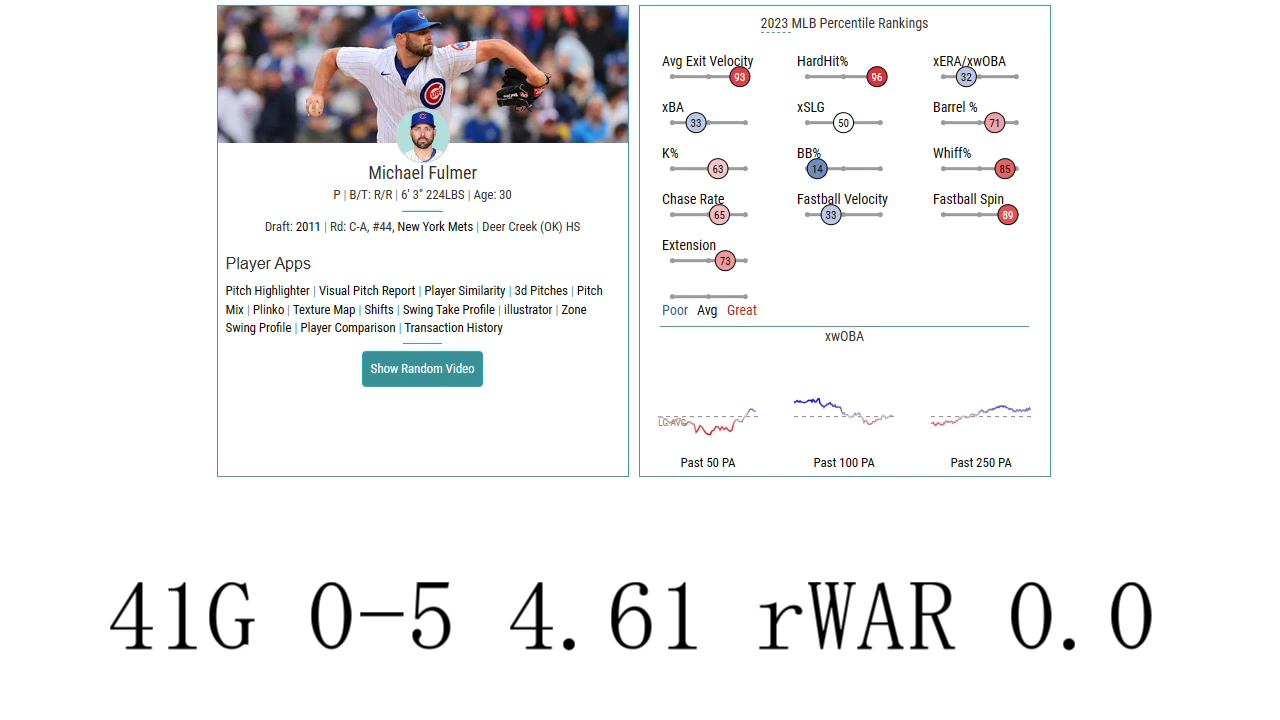 Michael Fulmer
P | B/T: R/R | 6' 3" 224LBS | Age: 30
Draft: 2011 | Rd: C-A, #44, New York Mets | Deer Creek (OK) HS
Player Apps
Pitch Highlighter | Visual Pitch Report | Player Similarity | 3d Pitches | Pitch
Mix | Plinko | Texture Map | Shifts | Swing Take Profile | illustrator | Zone
Swing Profile | Player Comparison | Transaction History
Show Random Video
2023 MLB Percentile Rankings
Avg Exit Velocity HardHit% xERA/xwOBA
93 96 32
xBA xSLG Barrel %
33 50 71
K% BB% Whiff%
63 14 85
Chase Rate Fastball Velocity Fastball Spin
65 33 89
Extension
73
Poor Avg Great
xwOBA
LG AVG
Past 50 PA Past 100 PA Past 250 PA
41G 0-5 4.61 rWAR 0.0